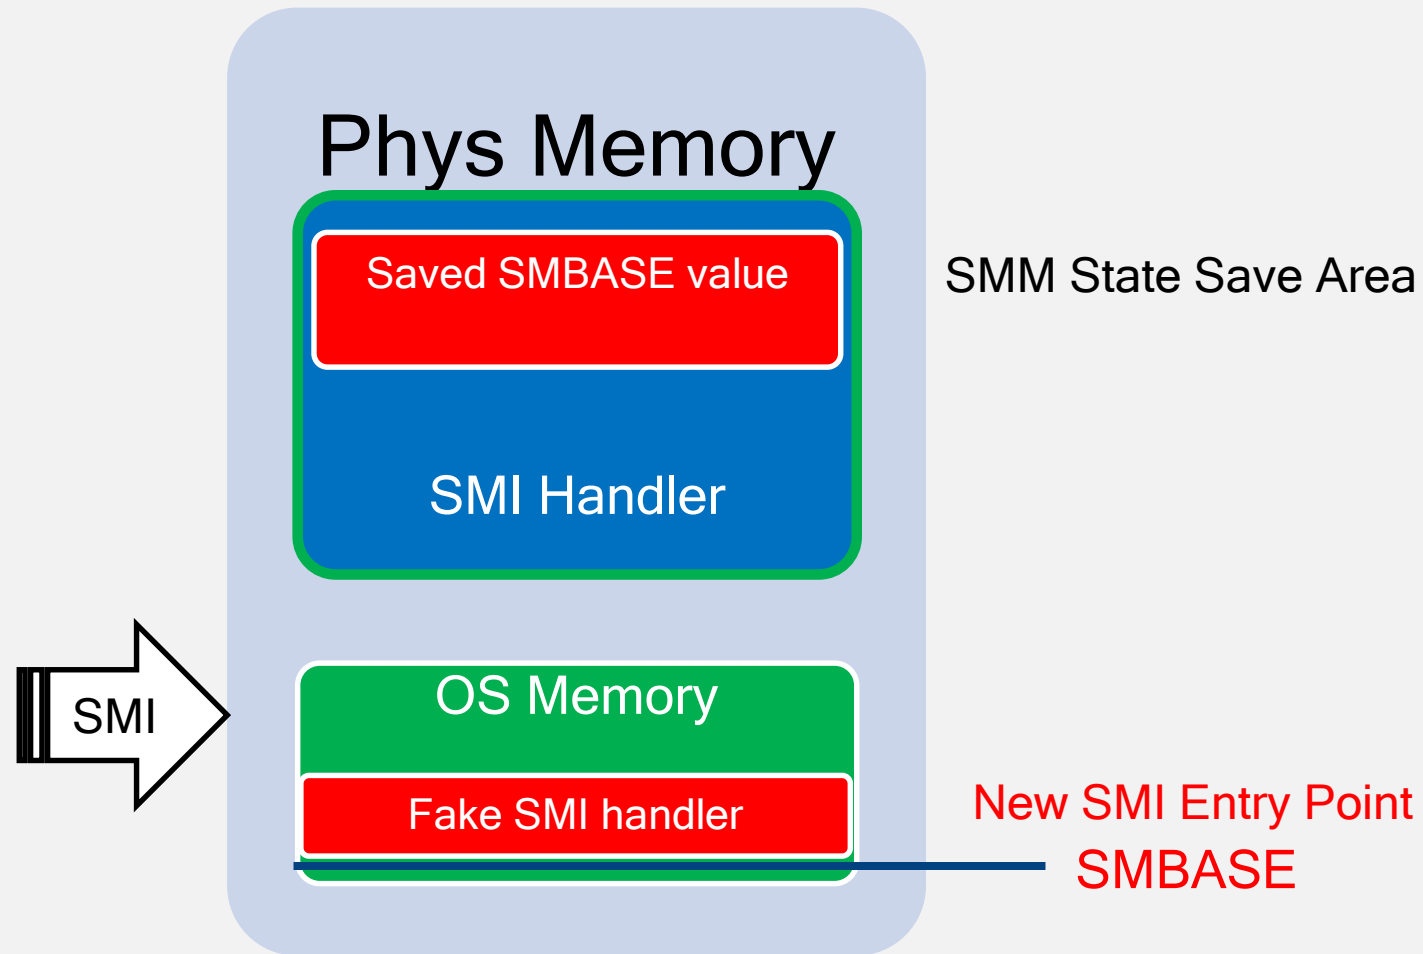 Phys Memory
Saved SMBASE value
SMM State Save Area
SMI Handler
SMI
OS Memory
Fake SMI handler
New SMI Entry Point
SMBASE